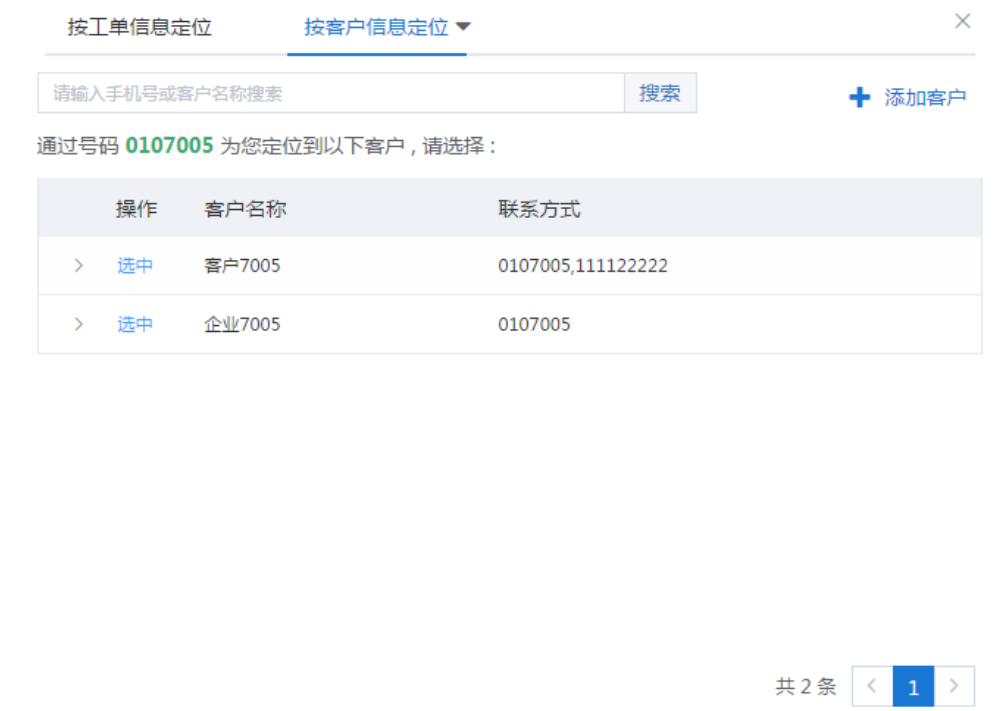 按工单信息定位 按客户信息定位
请输入手机号或客户名称搜索 搜索 添加客户
通过号码 0107005 为您定位到以下客户，请选择：
操作 客户名称 联系方式
选中 客户7005 0107005,111122222
选中 企业7005 0107005
共 2 条 1